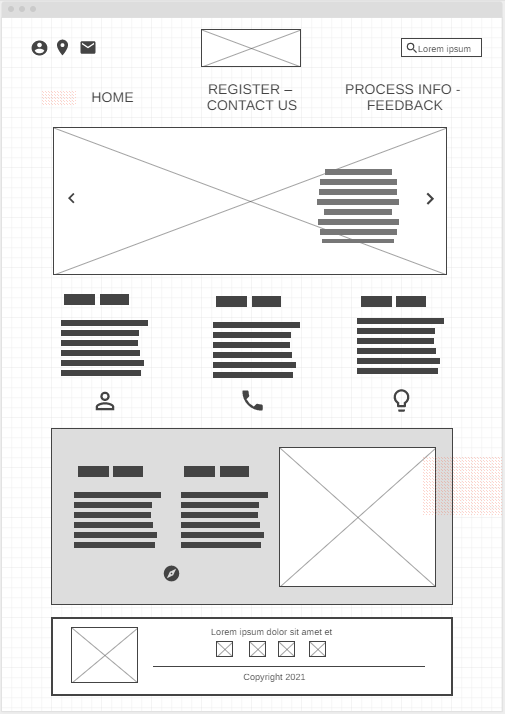 Lorem ipsum
HOME
REGISTER –
CONTACT US
PROCESS INFO -
FEEDBACK
Lorem ipsum dolor sit amet et
Copyright 2021